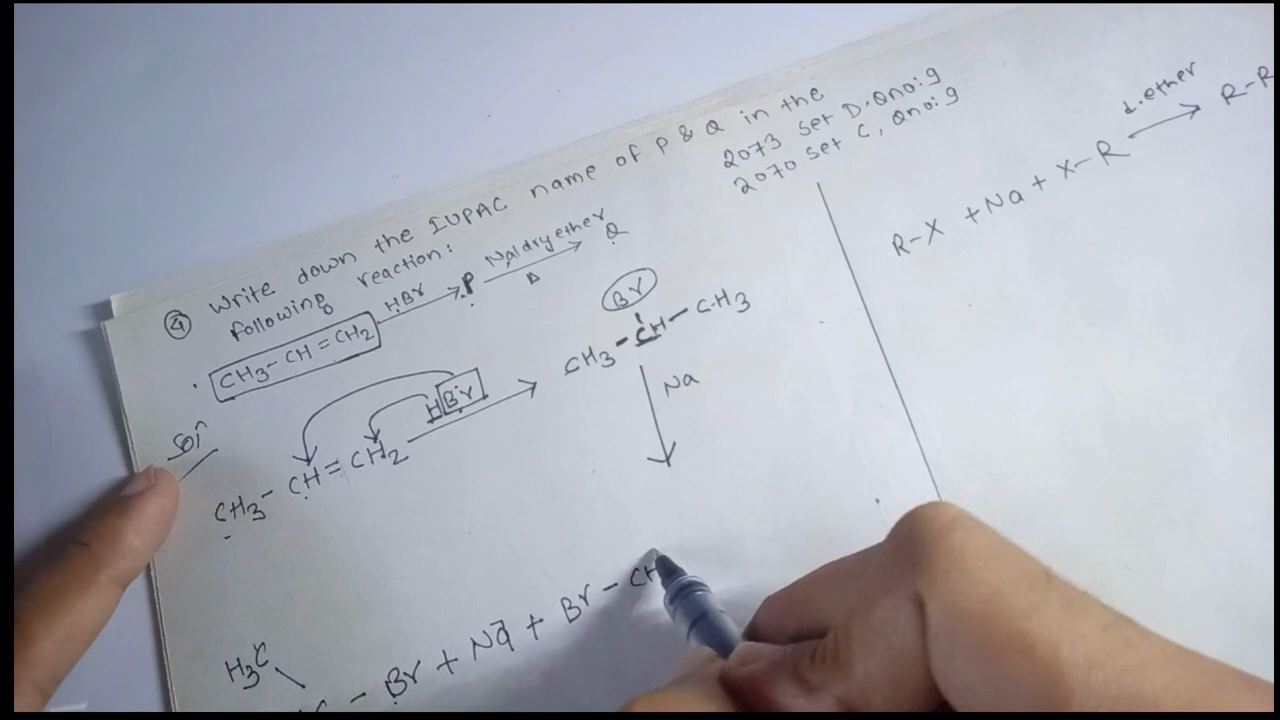 ④ Write down the IUPAC name of P & Q in the
following reaction:
2073 set D, Qno:9
2070 set C, Qno:9
CH3-CH=CH2 HBr P Na/dryether Q
Δ
Soln
CH3-CH=CH2 HBr
Br
CH3-CH-CH3
Na
H3C
- Br + Na + Br - CH
R-X + Na + X-R d.ether R-R